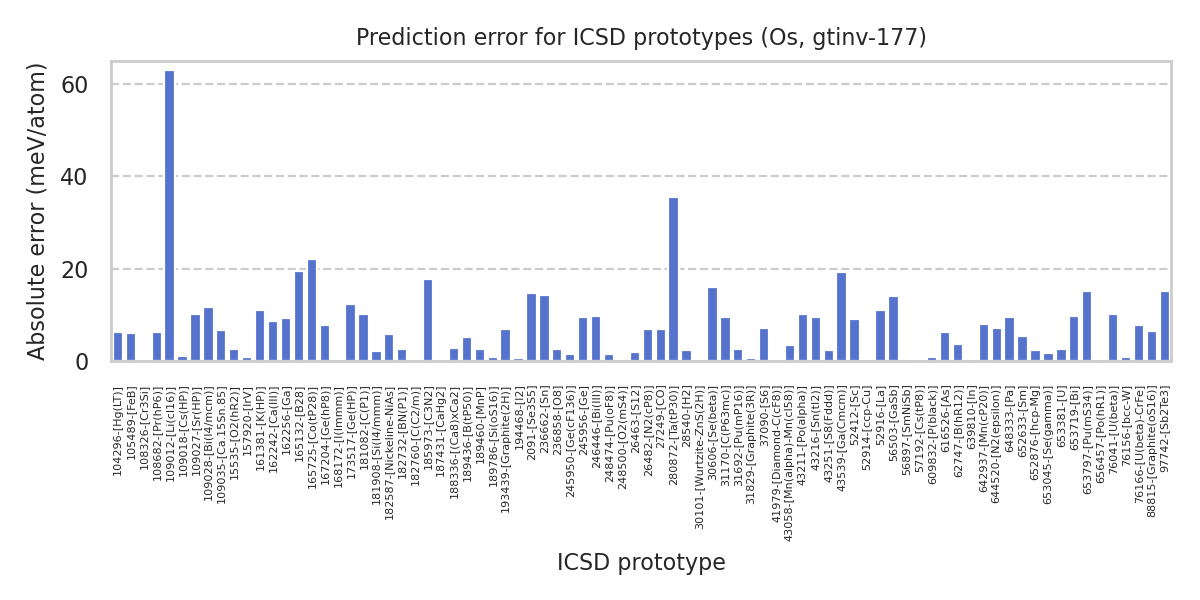 Prediction error for ICSD prototypes (Os, gtinv-177)
Absolute error (meV/atom)
60
40
20
0
104296-[Hg(LT)]
105489-[FeB]
108326-[Cr3Si]
108682-[Pr(hP6)]
109012-[Li(cI16)]
109018-[Cs(HP)]
109027-[Sr(HP)]
109028-[Bi(I4/mcm)]
109035-[Ca.15Sn.85]
15535-[O2(hR2)]
157920-[IrV]
161381-[K(HP)]
162242-[Ca(III)]
162256-[Ga]
165132-[B28]
165725-[Co(tP28)]
167204-[Ge(hP8)]
168172-[I(Immm)]
173517-[Ge(HP)]
181082-[C(P1)]
181908-[Si(I4/mmm)]
182587-[Nickeline-NiAs]
182732-[BN(P1)]
182760-[C(C2/m)]
185973-[C3N2]
187431-[CaHg2]
188336-[(Ca8)xCa2]
189436-[B(tP50)]
189460-[MnP]
189786-[Si(oS16)]
193439-[Graphite(2H)]
194468-[I2]
2091-[Se3S5]
236662-[Sn]
236858-[O8]
245950-[Ge(cF136)]
245956-[Ge]
246446-[Bi(III)]
248474-[Pu(oF8)]
248500-[O2(mS4)]
26463-[S12]
26482-[N2(cP8)]
27249-[CO]
280872-[Ta(tP30)]
28540-[H2]
30101-[Wurtzite-ZnS(2H)]
30606-[Se(beta)]
31170-[C(P63mc)]
31692-[Pu(mP16)]
31829-[Graphite(3R)]
37090-[S6]
41979-[Diamond-C(cF8)]
43058-[Mn(alpha)-Mn(cI58)]
43211-[Po(alpha)]
43216-[Sn(tI2)]
43251-[S8(Fddd)]
43539-[Ga(Cmcm)]
52412-[Sc]
52914-[ccp-Cu]
52916-[La]
56503-[GaSb]
56897-[SmNiSb]
57192-[Cs(tP8)]
609832-[P(black)]
616526-[As]
62747-[B(hR12)]
639810-[In]
642937-[Mn(cP20)]
644520-[N2(epsilon)]
648333-[Pa]
652633-[Sm]
652876-[hcp-Mg]
653045-[Se(gamma)]
653381-[U]
653719-[Bi]
653797-[Pu(mS34)]
656457-[Po(hR1)]
76041-[U(beta)]
76156-[bcc-W]
76166-[U(beta)-CrFe]
88815-[Graphite(oS16)]
97742-[Sb2Te3]
ICSD prototype